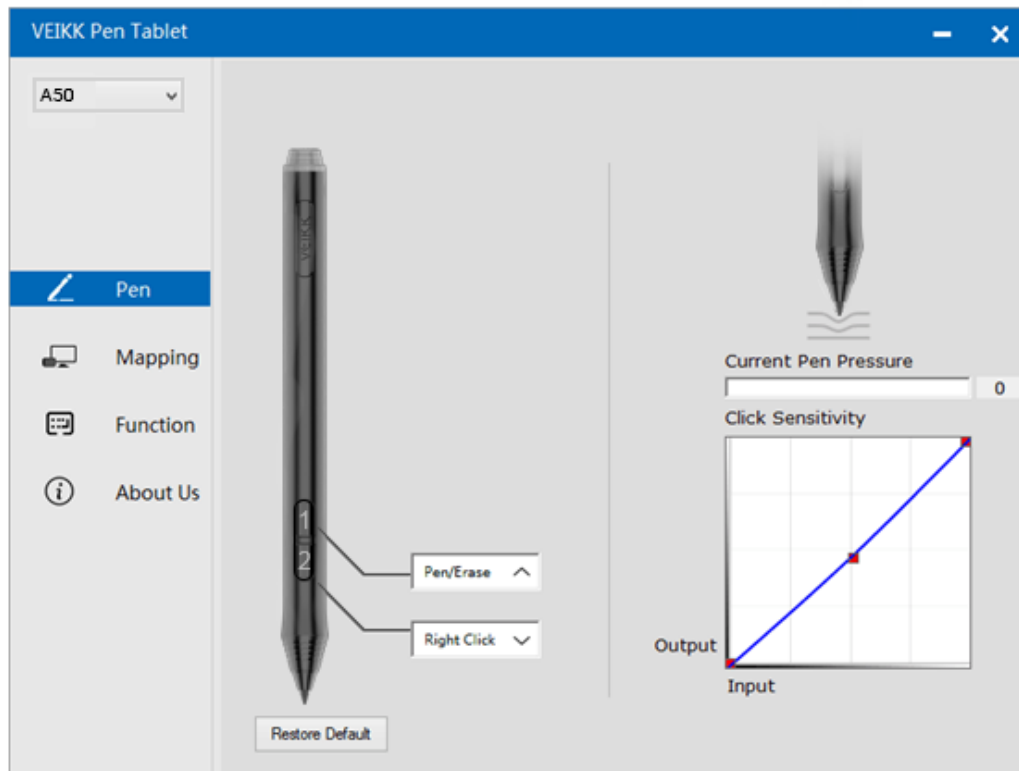 VEIKK Pen Tablet
A50
Pen
Mapping
Function
About Us
VEIKK
1
2
Pen/Erase
Right Click
Restore Default
Current Pen Pressure
0
Click Sensitivity
Output
Input